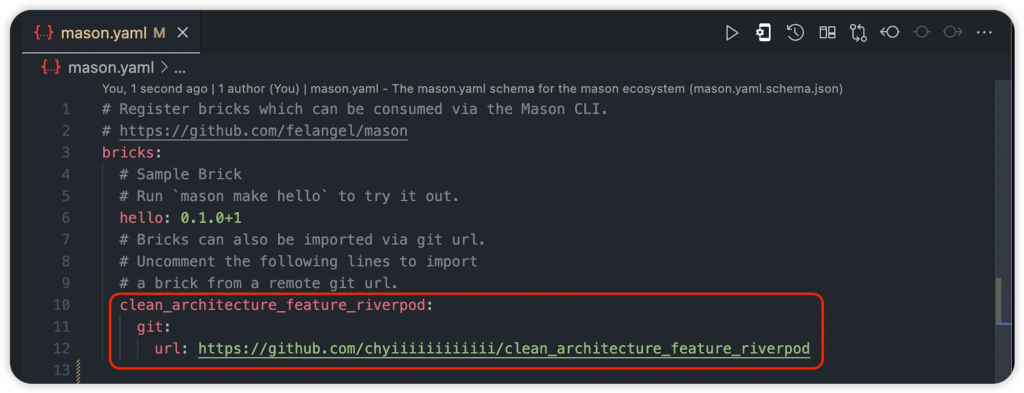 {..} mason.yaml M ×
{..} mason.yaml > ...
You, 1 second ago | 1 author (You) | mason.yaml - The mason.yaml schema for the mason ecosystem (mason.yaml.schema.json)
1 # Register bricks which can be consumed via the Mason CLI.
2 # https://github.com/felangel/mason
3 bricks:
4 # Sample Brick
5 # Run `mason make hello` to try it out.
6 hello: 0.1.0+1
7 # Bricks can also be imported via git url.
8 # Uncomment the following lines to import
9 # a brick from a remote git url.
10 clean_architecture_feature_riverpod:
11 git:
12 url: https://github.com/chyiiiiiiiiiiii/clean_architecture_feature_riverpod
13